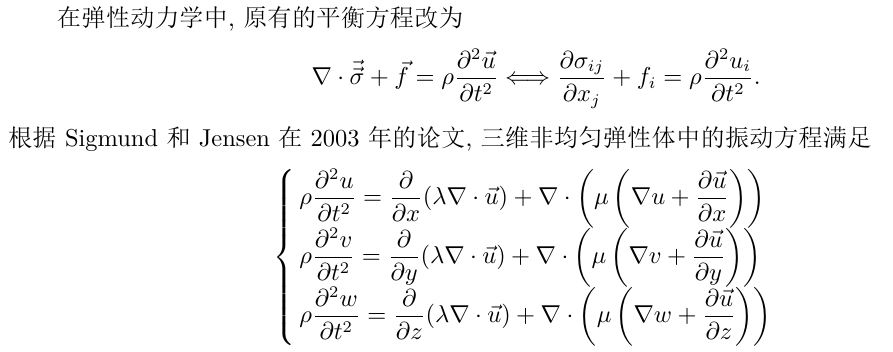 在弹性动力学中, 原有的平衡方程改为
$$\nabla \cdot \vec{\vec{\sigma}} + \vec{f} = \rho \frac{\partial^2 \vec{u}}{\partial t^2} \Longleftrightarrow \frac{\partial \sigma_{ij}}{\partial x_j} + f_i = \rho \frac{\partial^2 u_i}{\partial t^2}.$$
根据 Sigmund 和 Jensen 在 2003 年的论文, 三维非均匀弹性体中的振动方程满足
$$\rho \frac{\partial^2 u}{\partial t^2} = \frac{\partial}{\partial x}(\lambda \nabla \cdot \vec{u}) + \nabla \cdot \left( \mu \left( \nabla u + \frac{\partial \vec{u}}{\partial x} \right) \right)$$
$$\rho \frac{\partial^2 v}{\partial t^2} = \frac{\partial}{\partial y}(\lambda \nabla \cdot \vec{u}) + \nabla \cdot \left( \mu \left( \nabla v + \frac{\partial \vec{u}}{\partial y} \right) \right)$$
$$\rho \frac{\partial^2 w}{\partial t^2} = \frac{\partial}{\partial z}(\lambda \nabla \cdot \vec{u}) + \nabla \cdot \left( \mu \left( \nabla w + \frac{\partial \vec{u}}{\partial z} \right) \right)$$